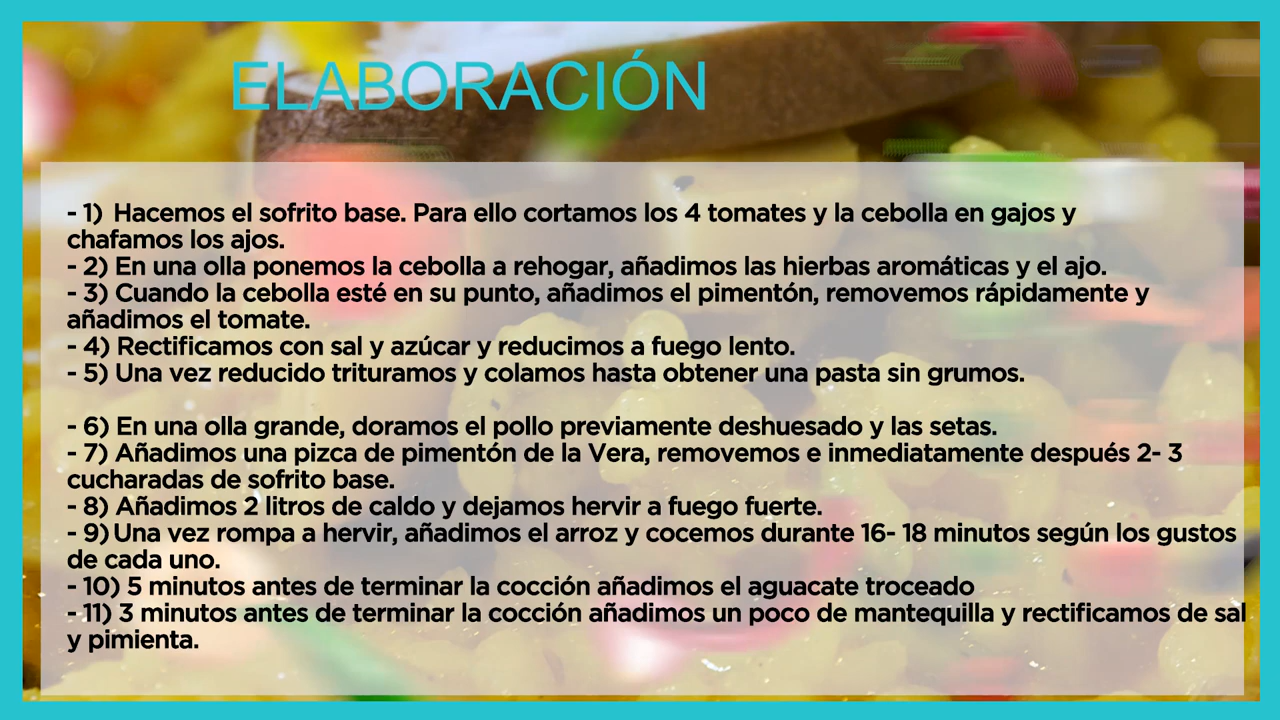 ELABORACIÓN
- 1) Hacemos el sofrito base. Para ello cortamos los 4 tomates y la cebolla en gajos y
chafamos los ajos.
- 2) En una olla ponemos la cebolla a rehogar, añadimos las hierbas aromáticas y el ajo.
- 3) Cuando la cebolla esté en su punto, añadimos el pimentón, removemos rápidamente y
añadimos el tomate.
- 4) Rectificamos con sal y azúcar y reducimos a fuego lento.
- 5) Una vez reducido trituramos y colamos hasta obtener una pasta sin grumos.
- 6) En una olla grande, doramos el pollo previamente deshuesado y las setas.
- 7) Añadimos una pizca de pimentón de la Vera, removemos e inmediatamente después 2- 3
cucharadas de sofrito base.
- 8) Añadimos 2 litros de caldo y dejamos hervir a fuego fuerte.
- 9) Una vez rompa a hervir, añadimos el arroz y cocemos durante 16- 18 minutos según los gustos
de cada uno.
- 10) 5 minutos antes de terminar la cocción añadimos el aguacate troceado
- 11) 3 minutos antes de terminar la cocción añadimos un poco de mantequilla y rectificamos de sal
y pimienta.